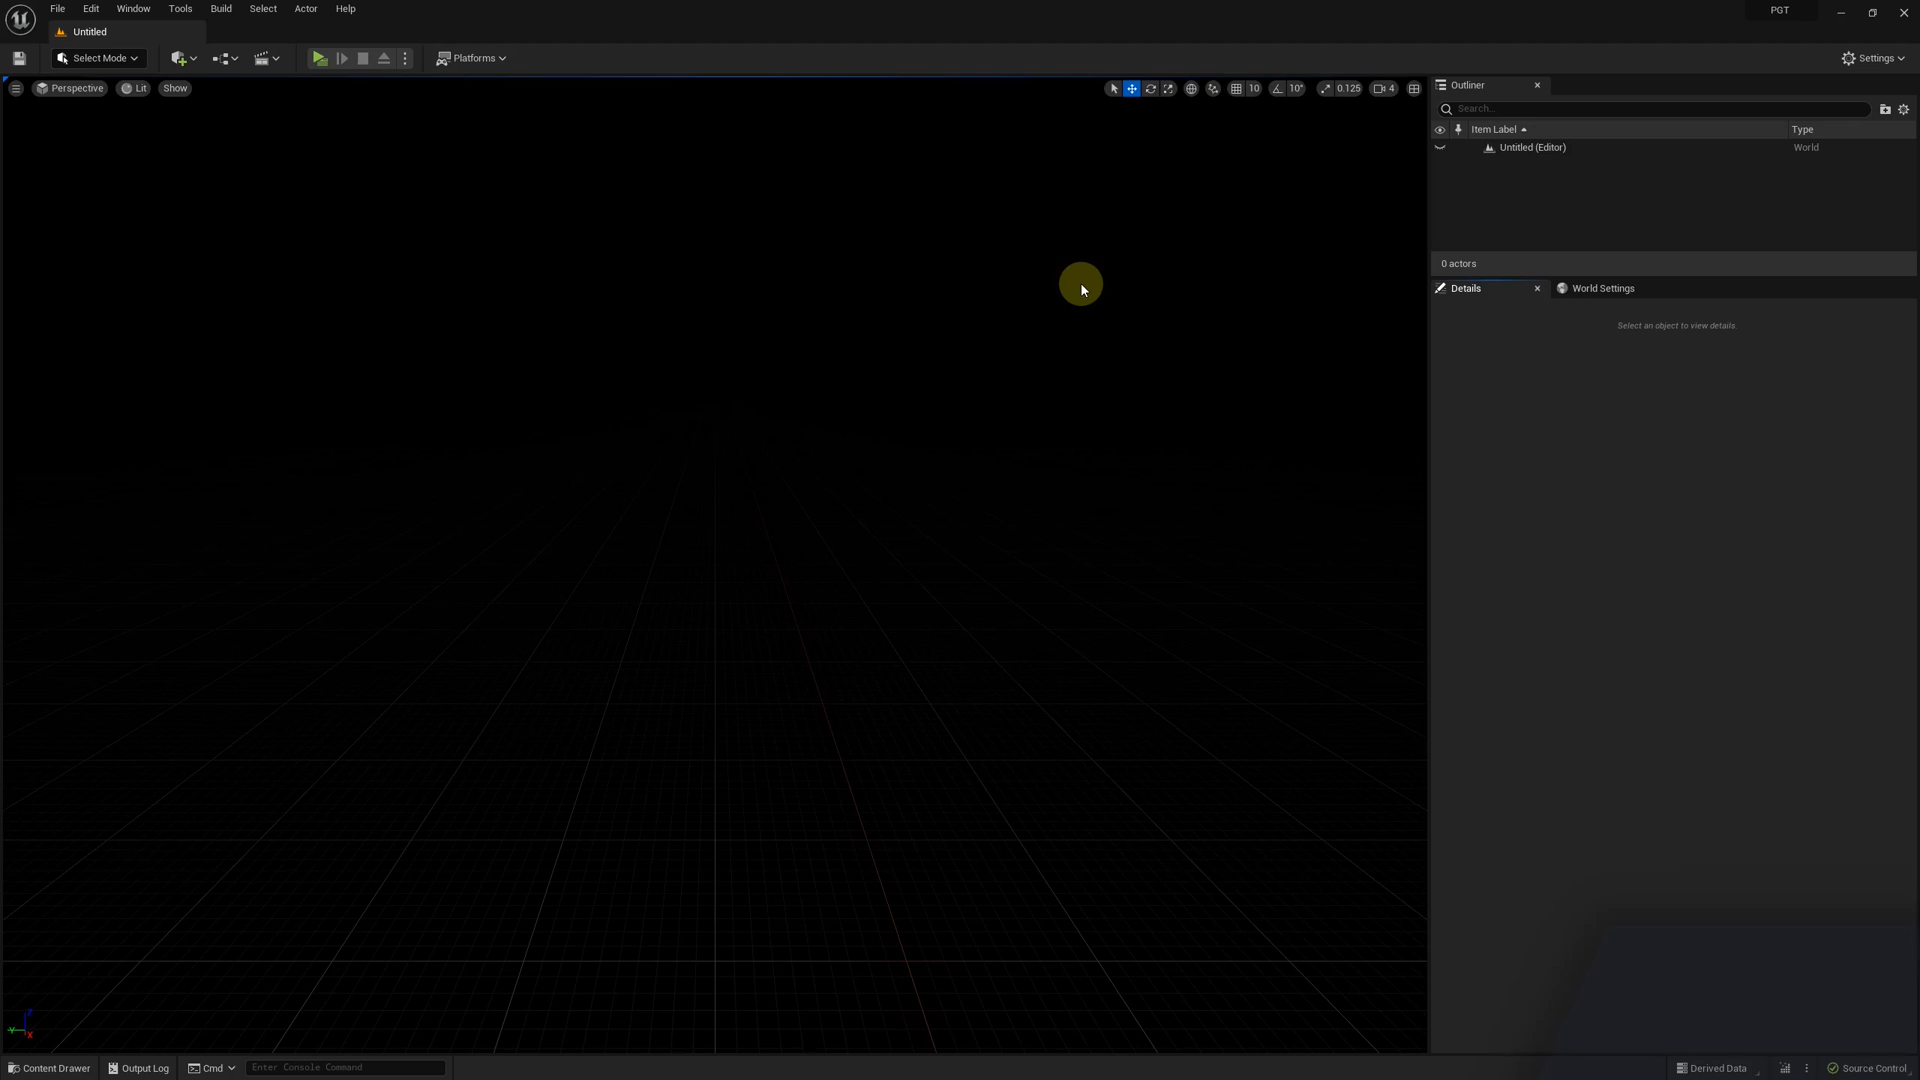 File Edit Window Tools Build Select Actor Help
PGT
Untitled
Select Mode
Platforms
Settings
Perspective Lit Show
10 10° 0.125 4
Outliner
Search...
Item Label Type
Untitled (Editor) World
0 actors
Details World Settings
Select an object to view details.
Z
Y
X
Content Drawer Output Log Cmd Enter Console Command
Derived Data Source Control